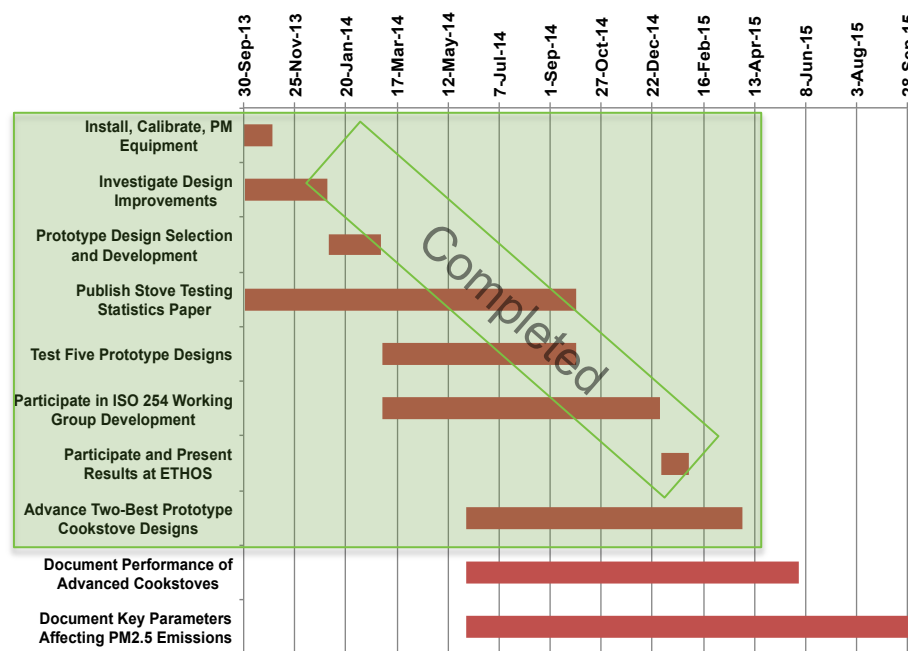 30-Sep-13
25-Nov-13
20-Jan-14
17-Mar-14
12-May-14
7-Jul-14
1-Sep-14
27-Oct-14
22-Dec-14
16-Feb-15
13-Apr-15
8-Jun-15
3-Aug-15
28-Sep-15
Install, Calibrate, PM
Equipment
Investigate Design
Improvements
Prototype Design Selection
and Development
Publish Stove Testing
Statistics Paper
Test Five Prototype Designs
Participate in ISO 254 Working
Group Development
Participate and Present
Results at ETHOS
Advance Two-Best Prototype
Cookstove Designs
Document Performance of
Advanced Cookstoves
Document Key Parameters
Affecting PM2.5 Emissions
Completed